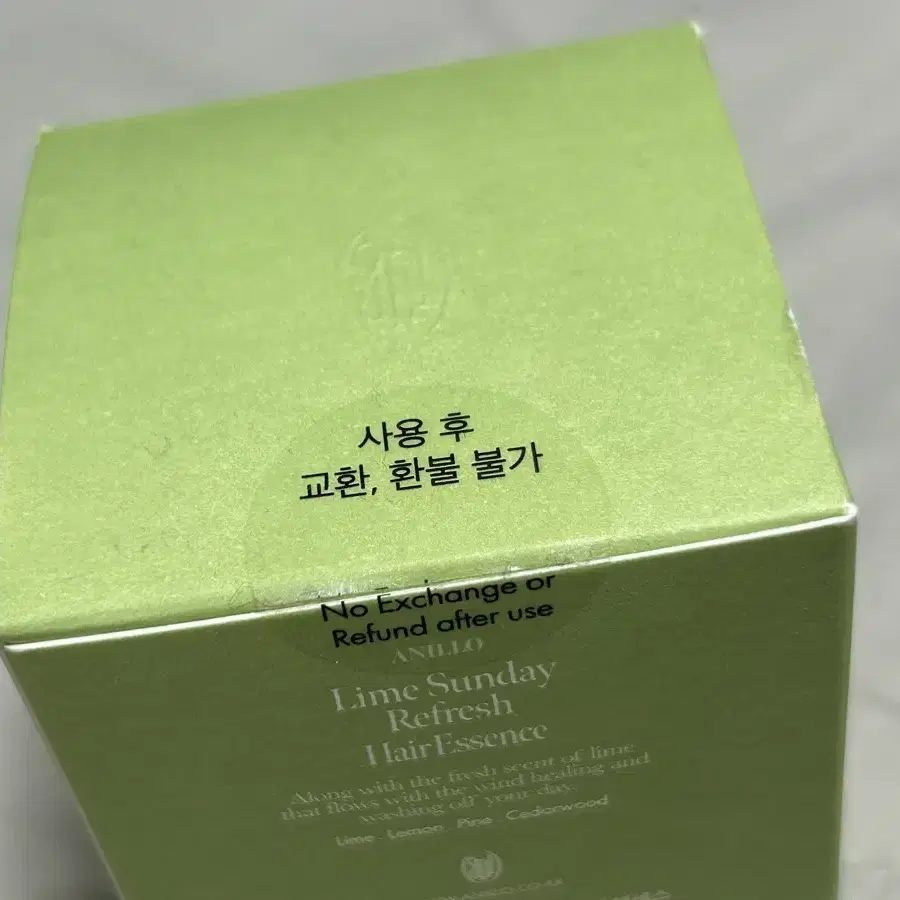 사용 후
교환, 환불 불가
No Exchange or
Refund after use
ANILLO
Lime Sunday
Refresh
Hair Essence
Along with the fresh scent of lime
that flows with the wind healing and
washing off your day.
Lime . Lemon . Pine . Cedarwood